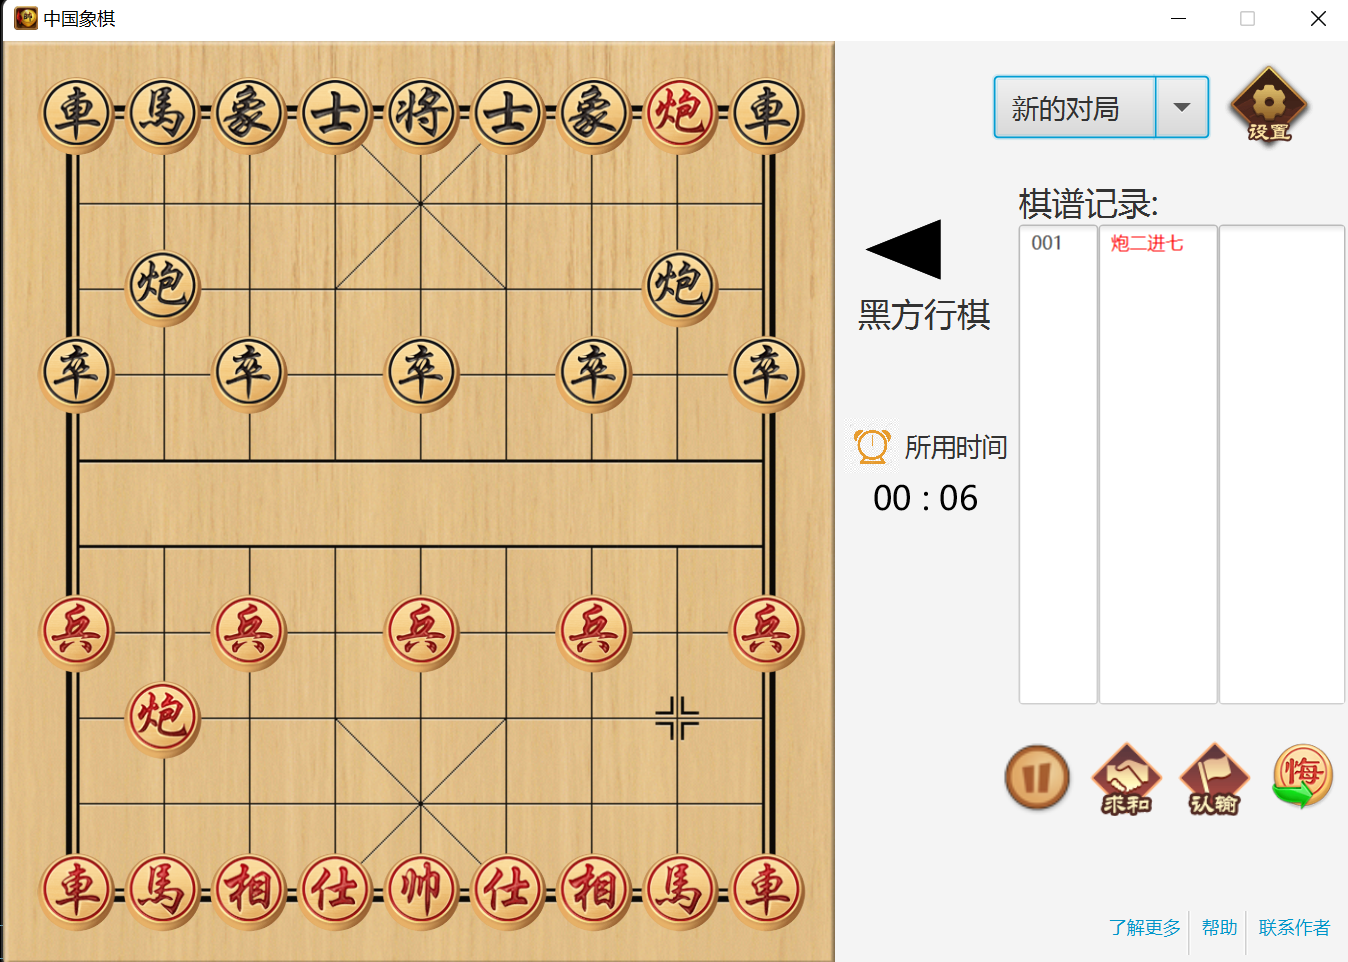 中国象棋
車馬象士将士象炮車
炮炮
卒卒卒卒卒
兵兵兵兵兵
炮
車馬相仕帅仕相馬車
新的对局
设置
黑方行棋
所用时间
00 : 06
棋谱记录:
001 炮二进七
求和
认输
悔
了解更多 帮助 联系作者